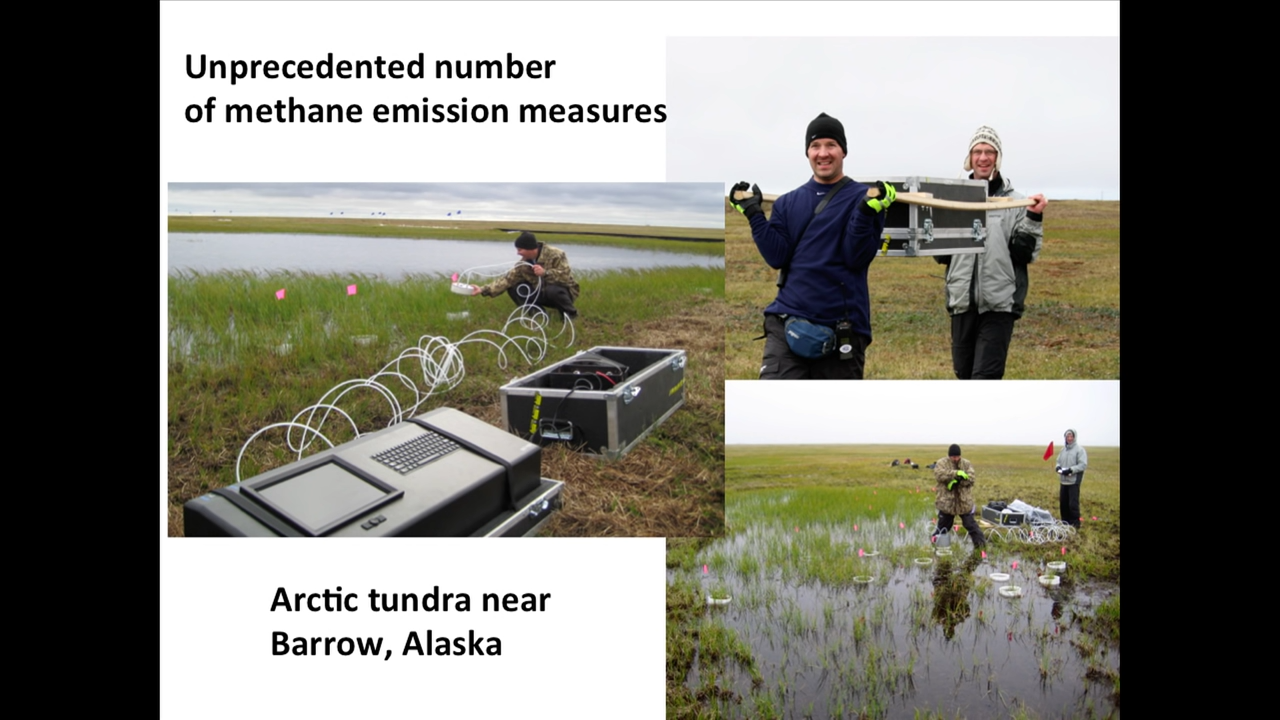 Unprecedented number
of methane emission measures
Arctic tundra near
Barrow, Alaska